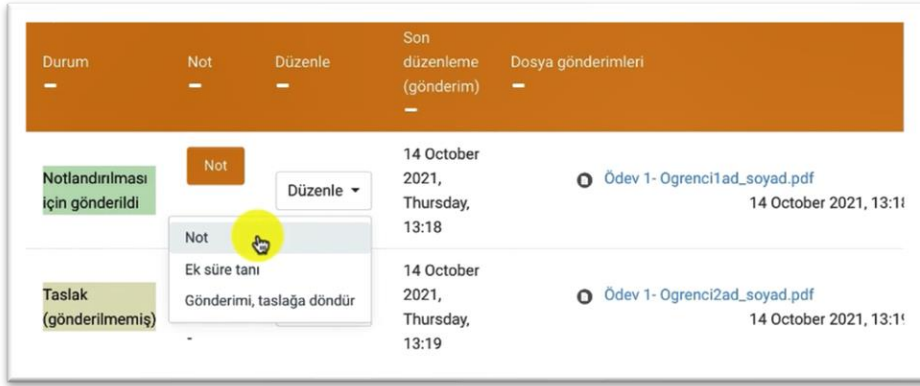 Durum
Not
Düzenle
Son
düzenleme
(gönderim)
Dosya gönderimleri
Notlandırılması
için gönderildi
Not
Düzenle
14 October
2021,
Thursday,
13:18
Ödev 1- Ogrenci1ad_soyad.pdf
14 October 2021, 13:18
Not
Ek süre tanı
Gönderimi, taslağa döndür
Taslak
(gönderilmemiş)
-
14 October
2021,
Thursday,
13:19
Ödev 1- Ogrenci2ad_soyad.pdf
14 October 2021, 13:19